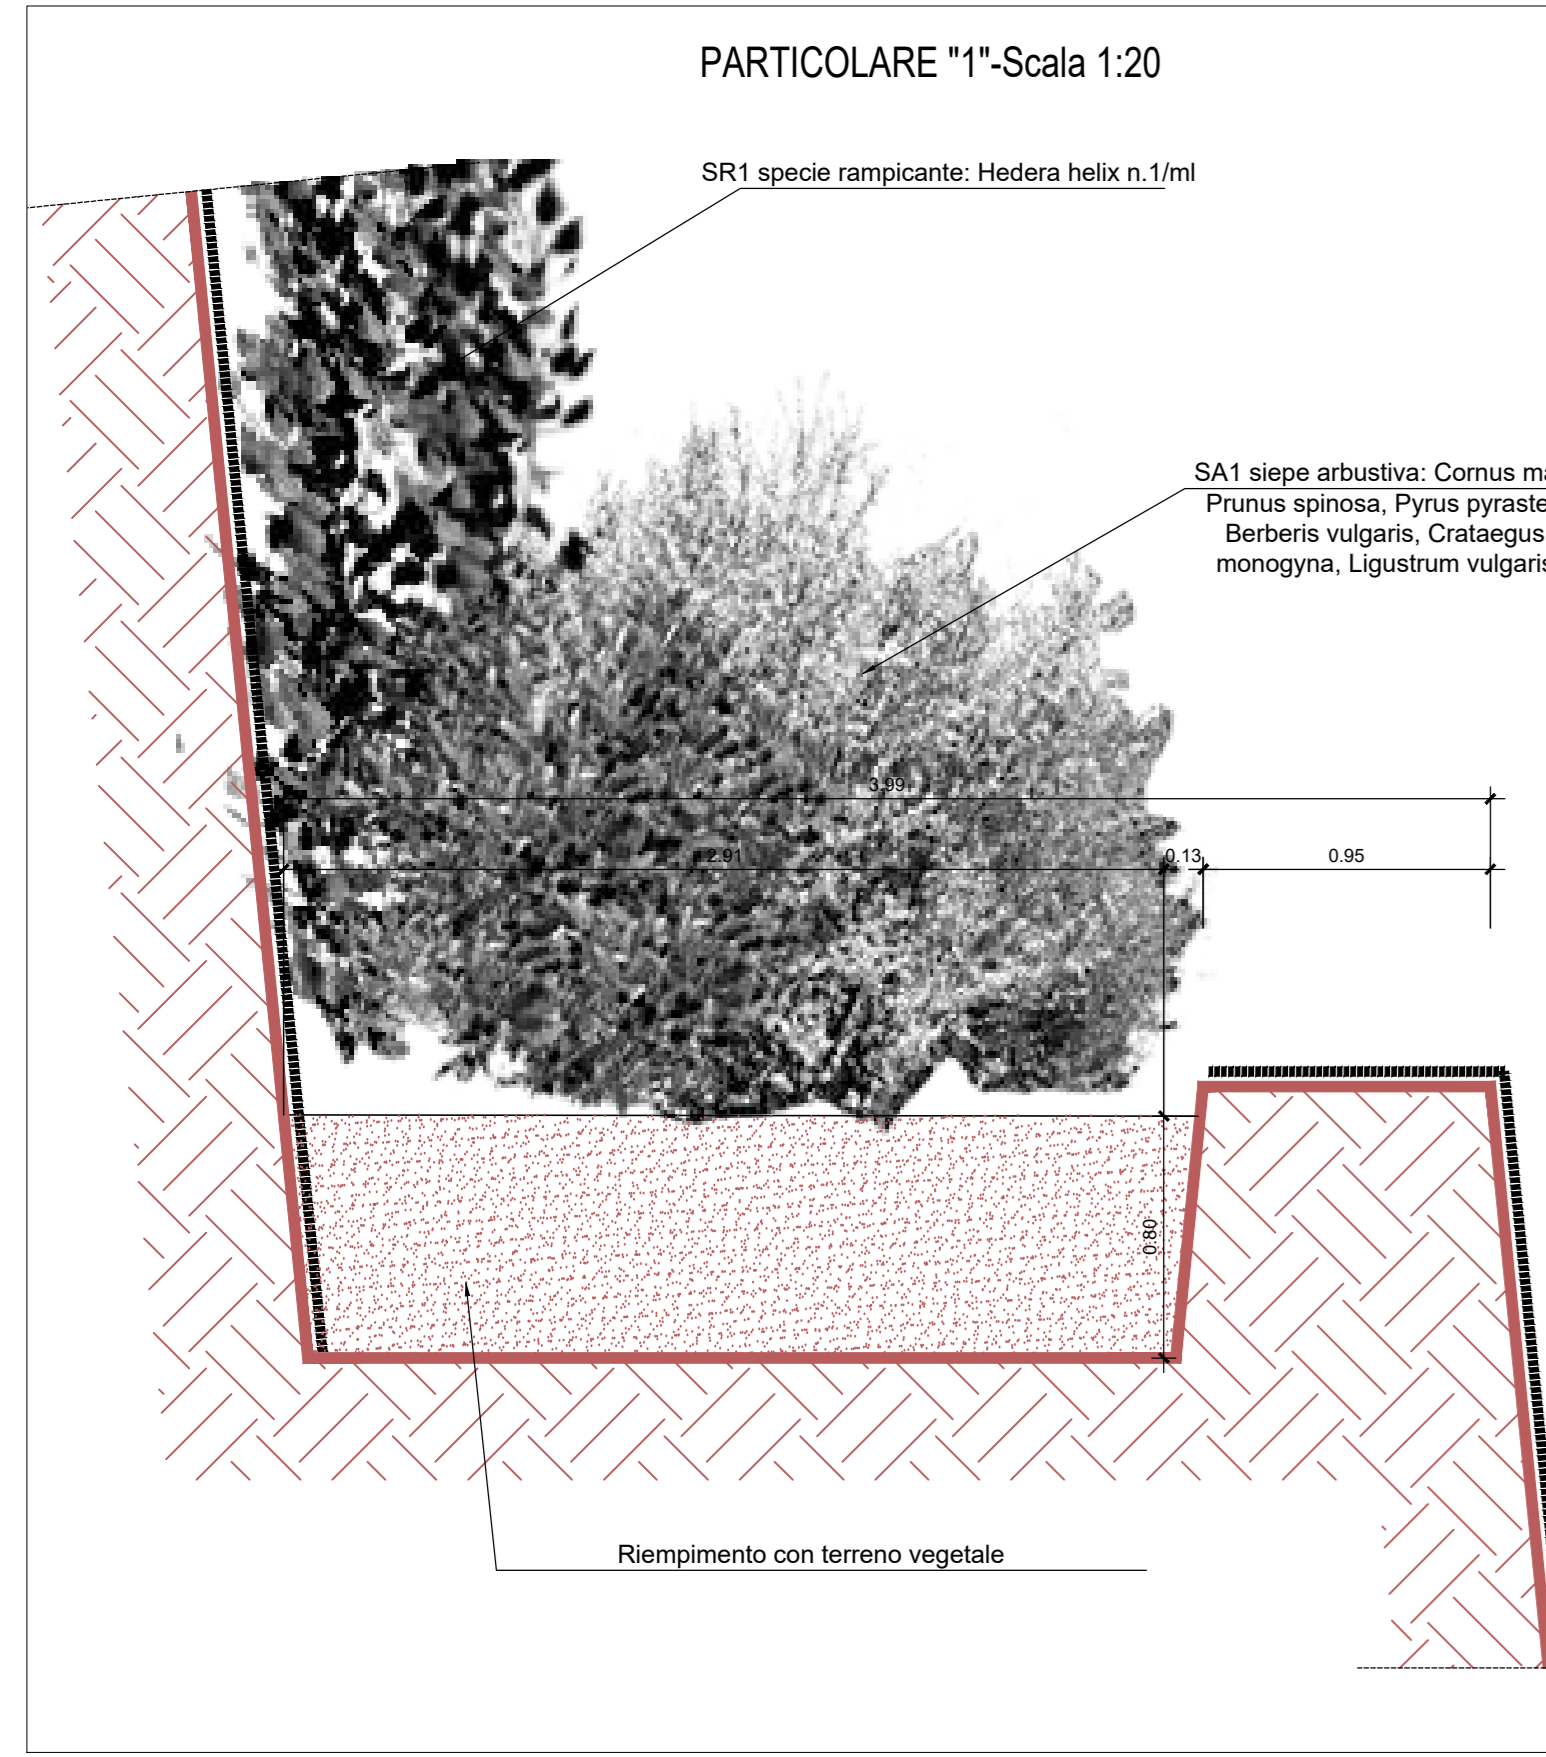 PARTICOLARE "1"-Scala 1:20
SR1 specie rampicante: Hedera helix n.1/ml
SA1 siepe arbustiva: Cornus
Prunus spinosa, Pyrus
Berberis vulgaris, Crataegus
monogyna, Ligustrum
3.99
2.91
0.13
0.95
0.80
Riempimento con terreno vegetale